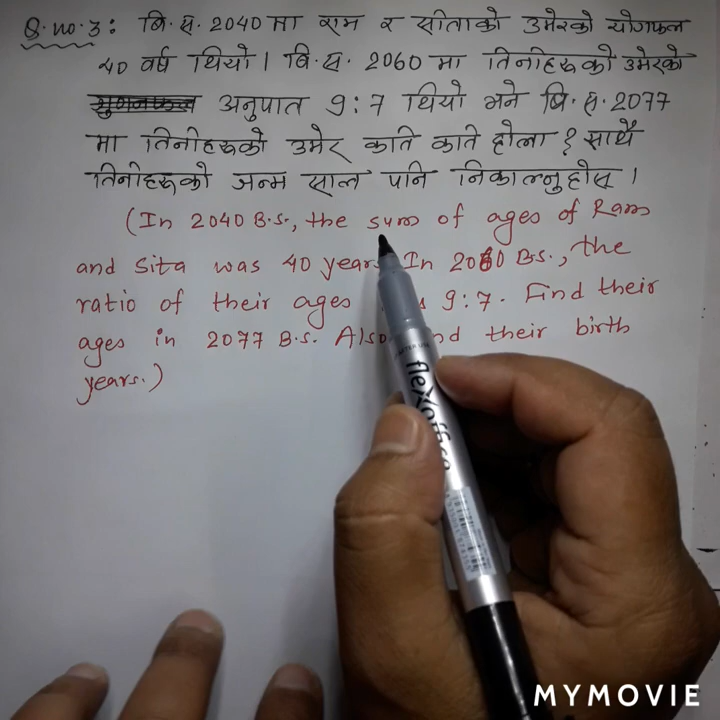 Q.no.3: बि.सं. 2040 मा राम र सीताको उमेरको योगफल
40 वर्ष थियो। बि.सं. 2060 मा तिनीहरुको उमेरको
अनुपात 9:7 थियो भने बि.सं. 2077
मा तिनीहरुको उमेर कति कति होला ? साथै
तिनीहरुको जन्म साल पनि निकाल्नुहोस्।
(In 2040 B.S., the sum of ages of Ram
and Sita was 40 years In 2060 B.S., the
ratio of their ages 9:7. Find their
ages in 2077 B.S. Also their birth
years.)
flexoffice
MYMOVIE